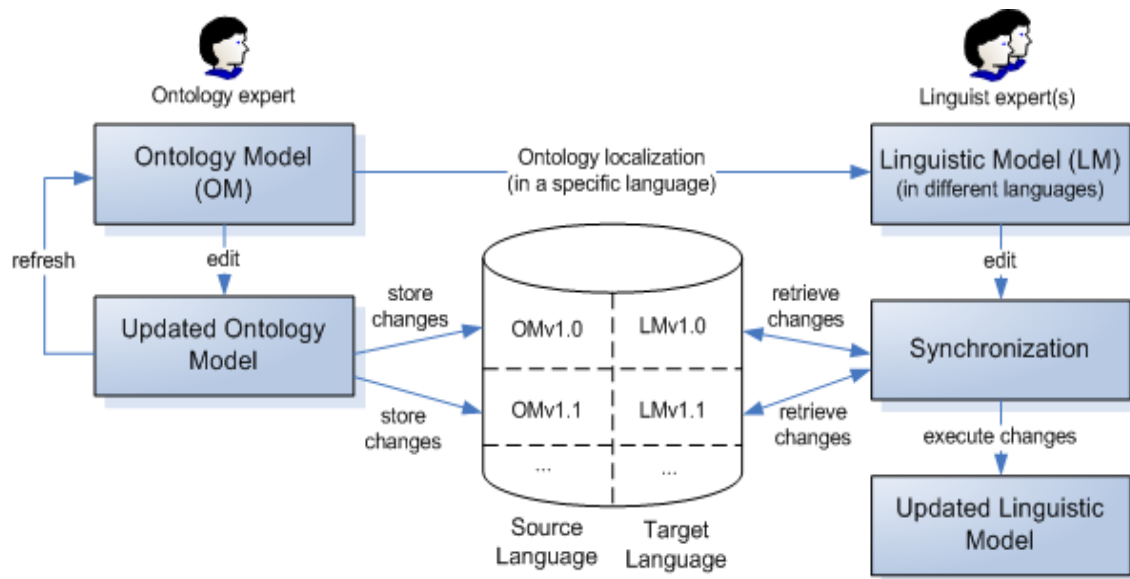 Ontology expert
Linguist expert(s)
Ontology Model
(OM)
Ontology localization
(in a specific language)
Linguistic Model (LM)
(in different languages)
refresh
edit
edit
store
changes
retrieve
changes
Updated Ontology
Model
OMv1.0
LMv1.0
Synchronization
OMv1.1
LMv1.1
store
changes
retrieve
changes
execute changes
...
...
Source
Language
Target
Language
Updated Linguistic
Model